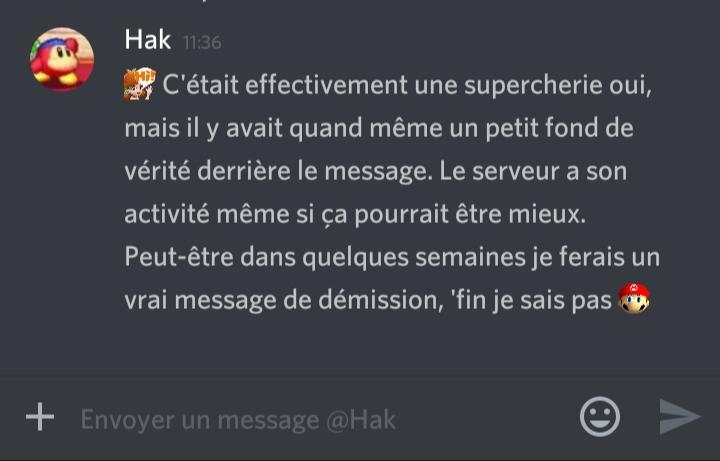 Hak 11:36
C'était effectivement une supercherie oui,
mais il y avait quand même un petit fond de
vérité derrière le message. Le serveur a son
activité même si ça pourrait être mieux.
Peut-être dans quelques semaines je ferais un
vrai message de démission, 'fin je sais pas
Envoyer un message @Hak